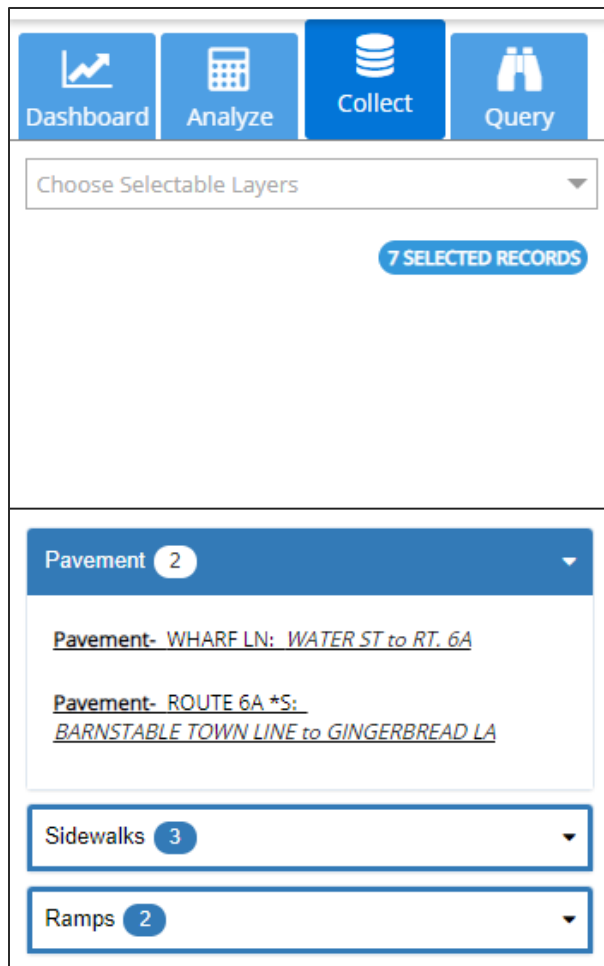 Dashboard
Analyze
Collect
Query
Choose Selectable Layers
7 SELECTED RECORDS
Pavement 2
Pavement- WHARF LN: WATER ST to RT. 6A
Pavement- ROUTE 6A *S:
BARNSTABLE TOWN LINE to GINGERBREAD LA
Sidewalks 3
Ramps 2